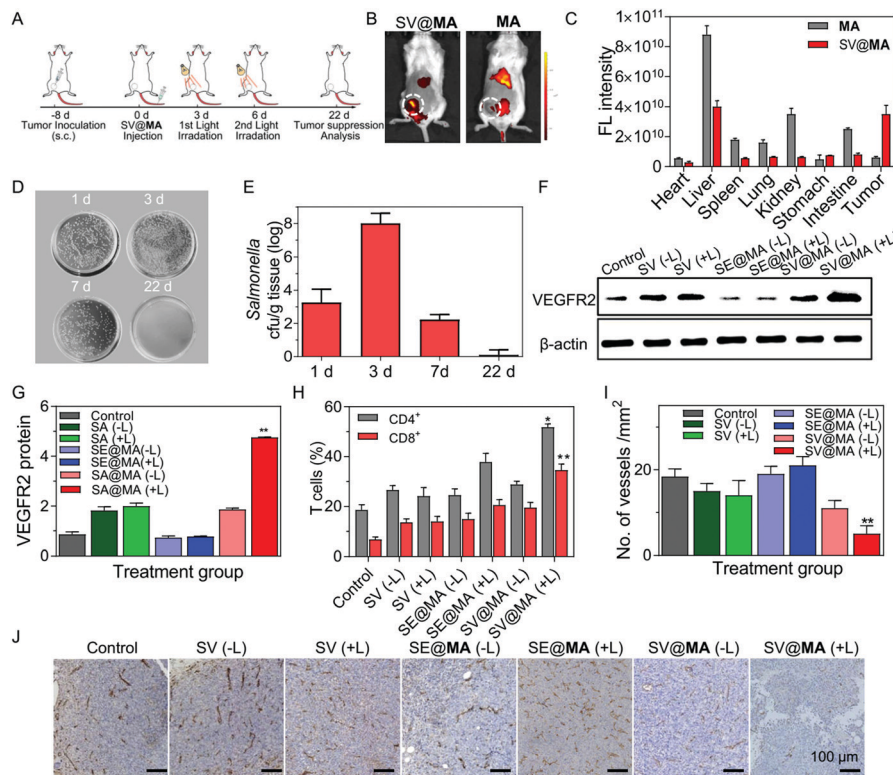 A
-8 d
Tumor Inoculation
(s.c.)
0 d
SV@MA
Injection
3 d
1st Light
Irradiation
6 d
2nd Light
Irradiation
22 d
Tumor suppression
Analysis
B
SV@MA
MA
C
FL intensity
1×10¹¹
8×10¹⁰
6×10¹⁰
4×10¹⁰
2×10¹⁰
0
MA
SV@MA
Heart
Liver
Spleen
Lung
Kidney
Stomach
Intestine
Tumor
D
1 d
3 d
7 d
22 d
E
Salmonella
cfu/g tissue (log)
8
6
4
2
0
1 d
3 d
7d
22 d
F
Control
SV (-L)
SV (+L)
SE@MA (-L)
SE@MA (+L)
SV@MA (-L)
SV@MA (+L)
VEGFR2
β-actin
G
VEGFR2 protein
6
4
2
0
Control
SA (-L)
SA (+L)
SE@MA(-L)
SE@MA(+L)
SA@MA (-L)
SA@MA (+L)
**
Treatment group
H
T cells (%)
60
40
20
0
CD4⁺
CD8⁺
*
**
Control
SV (-L)
SV (+L)
SE@MA (-L)
SE@MA (+L)
SV@MA (-L)
SV@MA (+L)
I
No. of vessels /mm²
20
10
0
Control
SV (-L)
SV (+L)
SE@MA (-L)
SE@MA (+L)
SV@MA (-L)
SV@MA (+L)
**
Treatment group
J
Control
SV (-L)
SV (+L)
SE@MA (-L)
SE@MA (+L)
SV@MA (-L)
SV@MA (+L)
100 µm